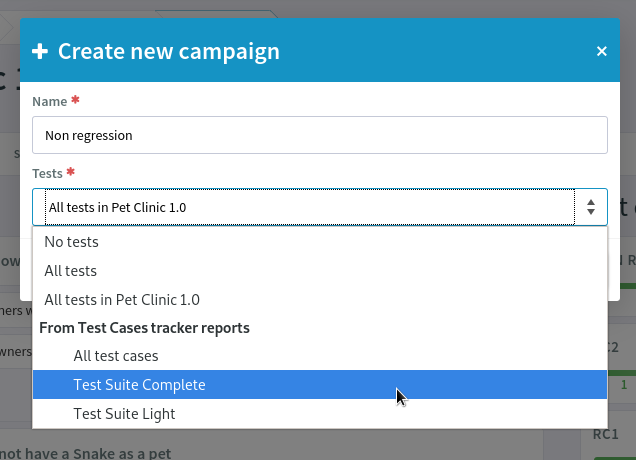 Create new campaign
Name *
Non regression
Tests *
All tests in Pet Clinic 1.0
No tests
All tests
All tests in Pet Clinic 1.0
From Test Cases tracker reports
All test cases
Test Suite Complete
Test Suite Light
RC1
not have a Snake as a pet
1